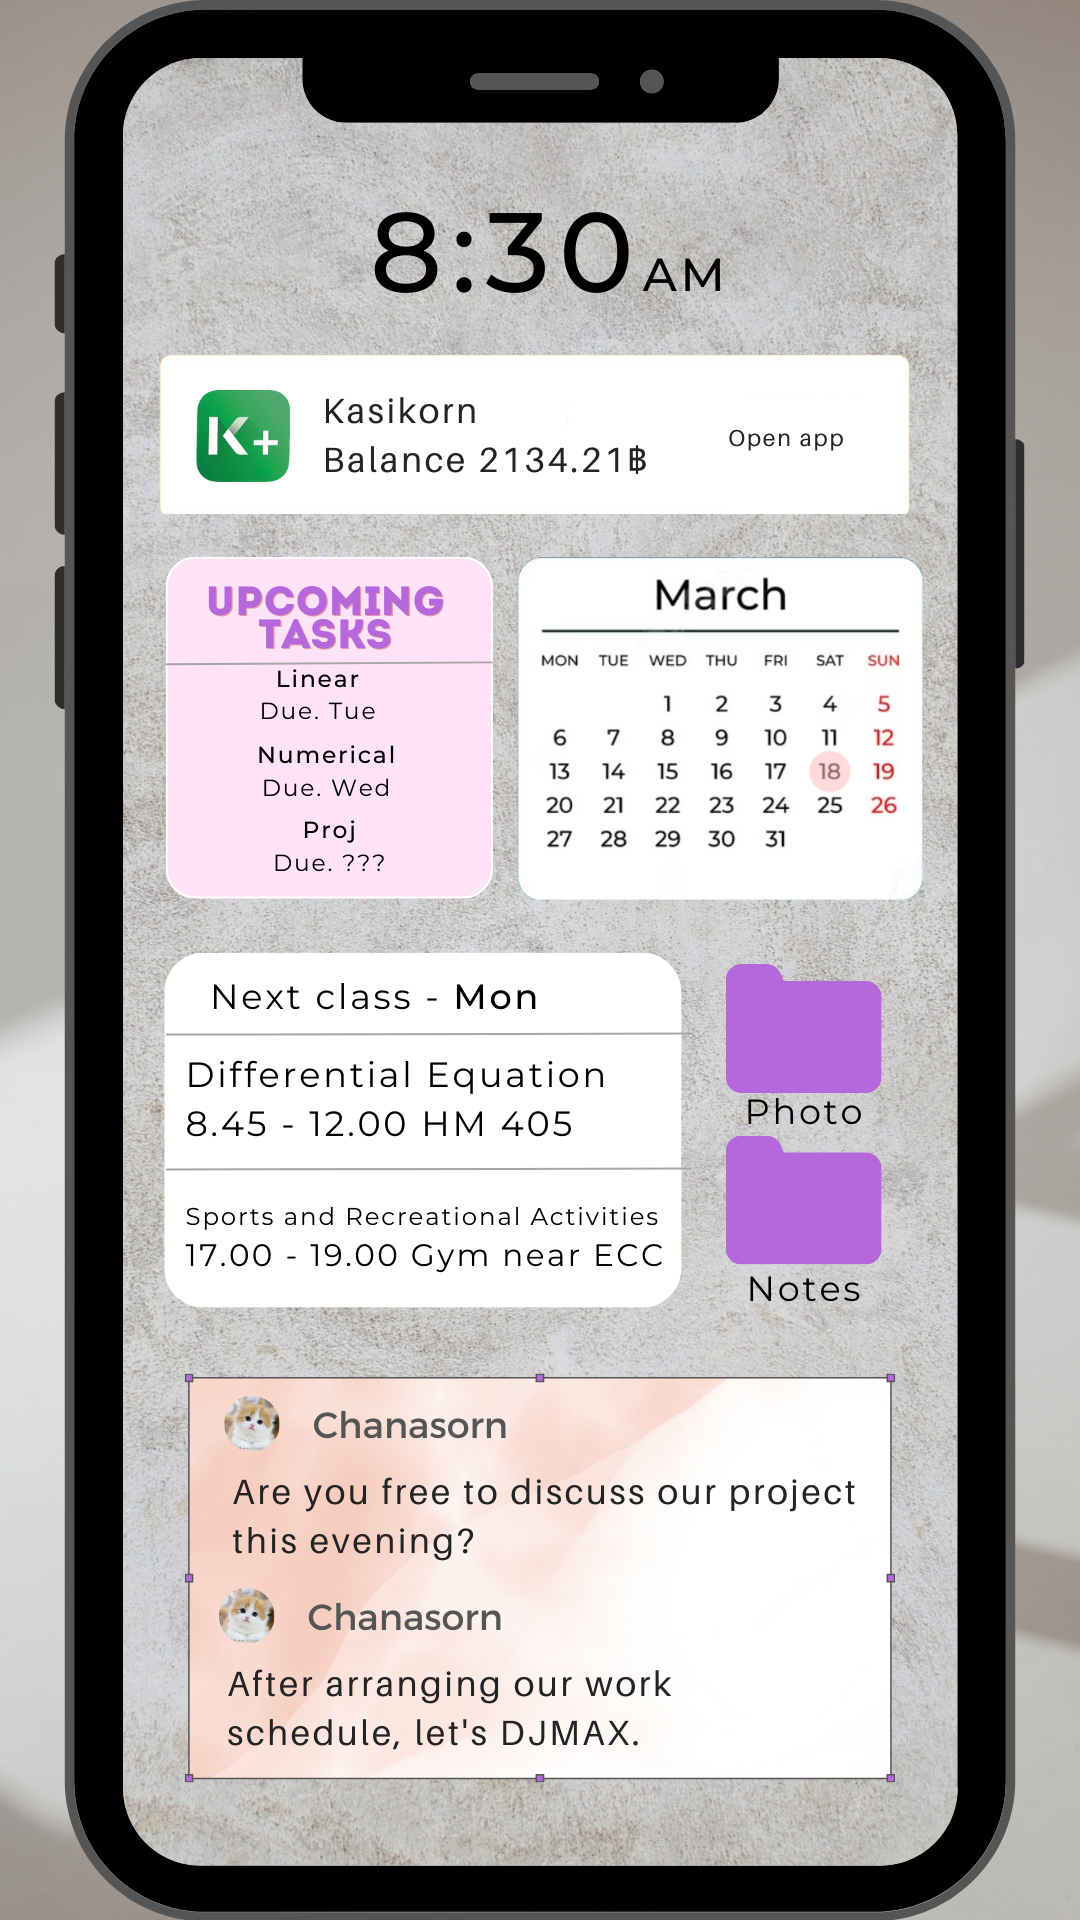 8:30 AM
Kasikorn
Balance 2134.21฿
Open app
K+
UPCOMING
TASKS
Linear
Due. Tue
Numerical
Due. Wed
Proj
Due. ???
March
MON TUE WED THU FRI SAT SUN
1 2 3 4 5
6 7 8 9 10 11 12
13 14 15 16 17 18 19
20 21 22 23 24 25 26
27 28 29 30 31
Next class - Mon
Differential Equation
8.45 - 12.00 HM 405
Sports and Recreational Activities
17.00 - 19.00 Gym near ECC
Photo
Notes
Chanasorn
Are you free to discuss our project
this evening?
Chanasorn
After arranging our work
schedule, let's DJMAX.